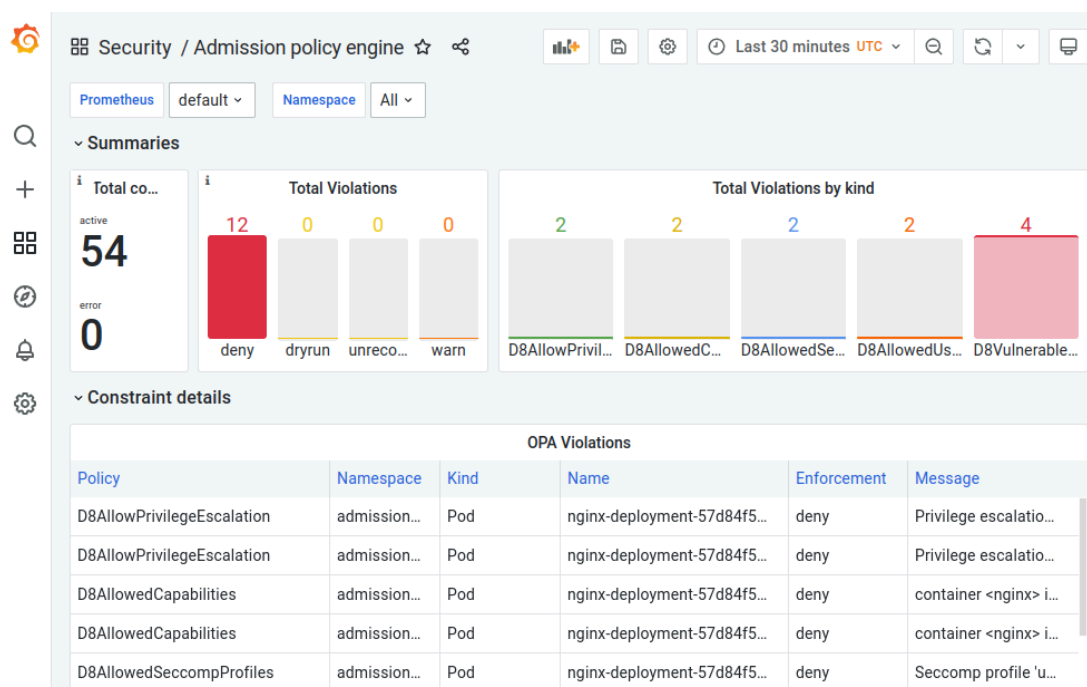 Security / Admission policy engine
Last 30 minutes UTC
Prometheus default Namespace All
Summaries
Total co...
active
54
error
0
Total Violations
12 0 0 0
deny dryrun unreco... warn
Total Violations by kind
2 2 2 2 4
D8AllowPrivil... D8AllowedC... D8AllowedSe... D8AllowedUs... D8Vulnerable...
Constraint details
OPA Violations
Policy Namespace Kind Name Enforcement Message
D8AllowPrivilegeEscalation admission... Pod nginx-deployment-57d84f5... deny Privilege escalatio...
D8AllowPrivilegeEscalation admission... Pod nginx-deployment-57d84f5... deny Privilege escalatio...
D8AllowedCapabilities admission... Pod nginx-deployment-57d84f5... deny container <nginx> i...
D8AllowedCapabilities admission... Pod nginx-deployment-57d84f5... deny container <nginx> i...
D8AllowedSeccompProfiles admission... Pod nginx-deployment-57d84f5... deny Seccomp profile 'u...